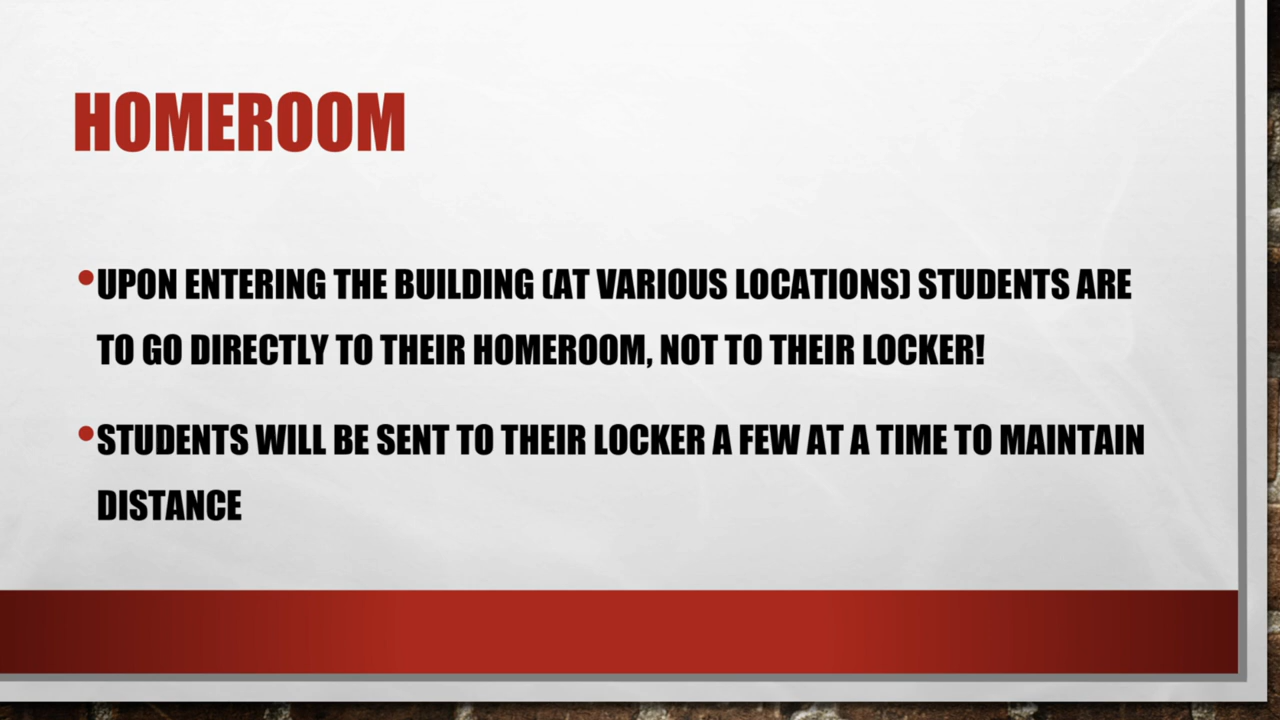 HOMEROOM
•UPON ENTERING THE BUILDING (AT VARIOUS LOCATIONS) STUDENTS ARE
TO GO DIRECTLY TO THEIR HOMEROOM, NOT TO THEIR LOCKER!
•STUDENTS WILL BE SENT TO THEIR LOCKER A FEW AT A TIME TO MAINTAIN
DISTANCE